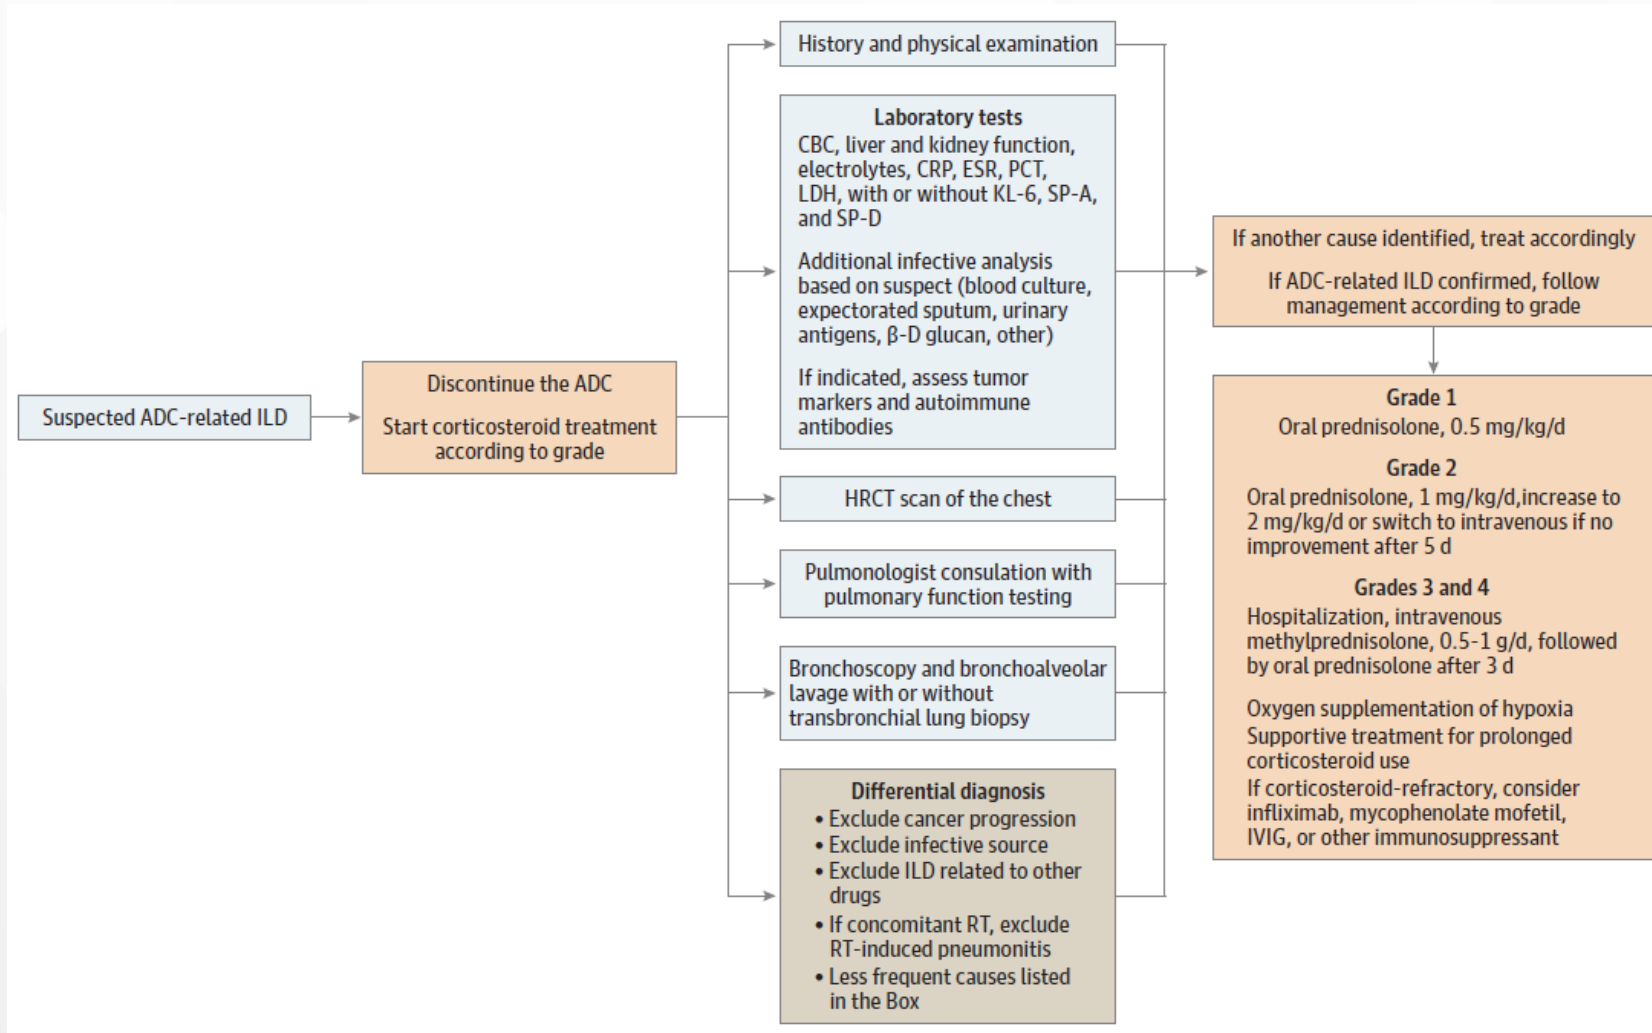 Suspected ADC-related ILD
Discontinue the ADC
Start corticosteroid treatment
according to grade
History and physical examination
Laboratory tests
CBC, liver and kidney function,
electrolytes, CRP, ESR, PCT,
LDH, with or without KL-6, SP-A,
and SP-D
Additional infective analysis
based on suspect (blood culture,
expectorated sputum, urinary
antigens, β-D glucan, other)
If indicated, assess tumor
markers and autoimmune
antibodies
HRCT scan of the chest
Pulmonologist consulation with
pulmonary function testing
Bronchoscopy and bronchoalveolar
lavage with or without
transbronchial lung biopsy
Differential diagnosis
• Exclude cancer progression
• Exclude infective source
• Exclude ILD related to other
drugs
• If concomitant RT, exclude
RT-induced pneumonitis
• Less frequent causes listed
in the Box
If another cause identified, treat accordingly
If ADC-related ILD confirmed, follow
management according to grade
Grade 1
Oral prednisolone, 0.5 mg/kg/d
Grade 2
Oral prednisolone, 1 mg/kg/d,increase to
2 mg/kg/d or switch to intravenous if no
improvement after 5 d
Grades 3 and 4
Hospitalization, intravenous
methylprednisolone, 0.5-1 g/d, followed
by oral prednisolone after 3 d
Oxygen supplementation of hypoxia
Supportive treatment for prolonged
corticosteroid use
If corticosteroid-refractory, consider
infliximab, mycophenolate mofetil,
IVIG, or other immunosuppressant